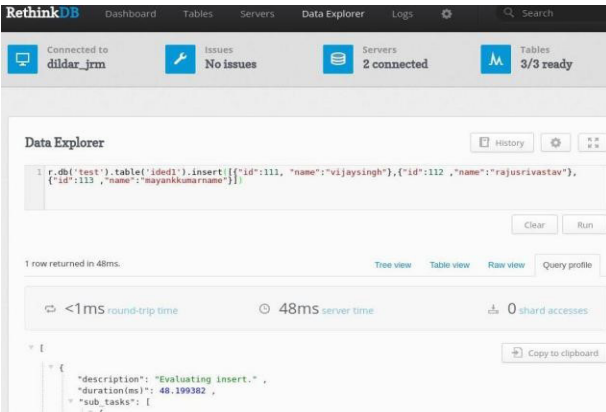 RethinkDB Dashboard Tables Servers Data Explorer Logs Search
Connected to Issues Servers Tables
dildar_jrm No issues 2 connected 3/3 ready
Data Explorer History
1 r.db('test').table('ided1').insert([{"id":111, "name":"vijaysingh"},{"id":112 ,"name":"rajusrivastav"},
{"id":113 ,"name":"mayankkumarname"}])
Clear Run
1 row returned in 48ms. Tree view Table view Raw view Query profile
<1ms round-trip time 48ms server time 0 shard accesses
[ Copy to clipboard
{
"description": "Evaluating insert." ,
"duration(ms)": 48.199382 ,
"sub_tasks": [